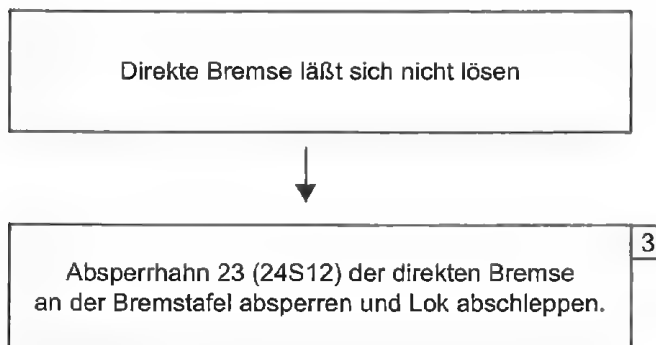 Direkte Bremse läßt sich nicht lösen
3
Absperrhahn 23 (24S12) der direkten Bremse
an der Bremstafel absperren und Lok abschleppen.